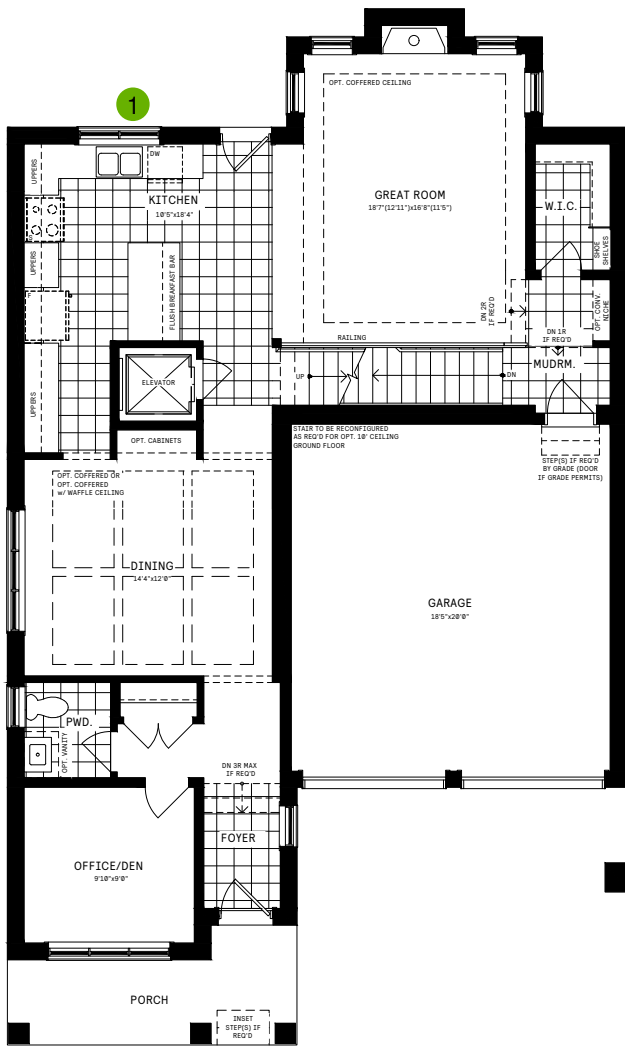 1
OPT. COFFERED CEILING
UPPERS
DW
KITCHEN
10'5"x18'4"
GREAT ROOM
18'7"(12'11")x16'8"(11'5")
W.I.C.
SHOE
SHELVES
UPPERS
F
FLUSH BREAKFAST BAR
DN 2R
IF REQ'D
OPT. CONV.
NICHE
RAILING
DN 1R
IF REQ'D
MUDRM.
UP
DN
ELEVATOR
UPPERS
STAIR TO BE RECONFIGURED
AS REQ'D FOR OPT. 10' CEILING
GROUND FLOOR
OPT. CABINETS
STEP(S) IF REQ'D
BY GRADE (DOOR
IF GRADE PERMITS)
OPT. COFFERED OR
OPT. COFFERED
w/ WAFFLE CEILING
DINING
14'4"x12'0"
GARAGE
18'5"x20'0"
PWD.
OPT. VANITY
DN 3R MAX
IF REQ'D
FOYER
OFFICE/DEN
9'10"x9'0"
PORCH
INSET
STEP(S) IF
REQ'D